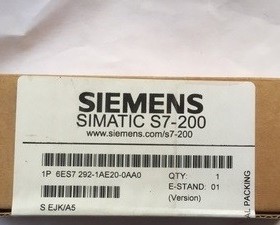 SIEMENS
SIMATIC S7-200
www.siemens.com/s7-200
1P 6ES7 292-1AE20-0AA0
QTY: 1
E-STAND: 01
(Version)
S EJK/A5
AL PACKING